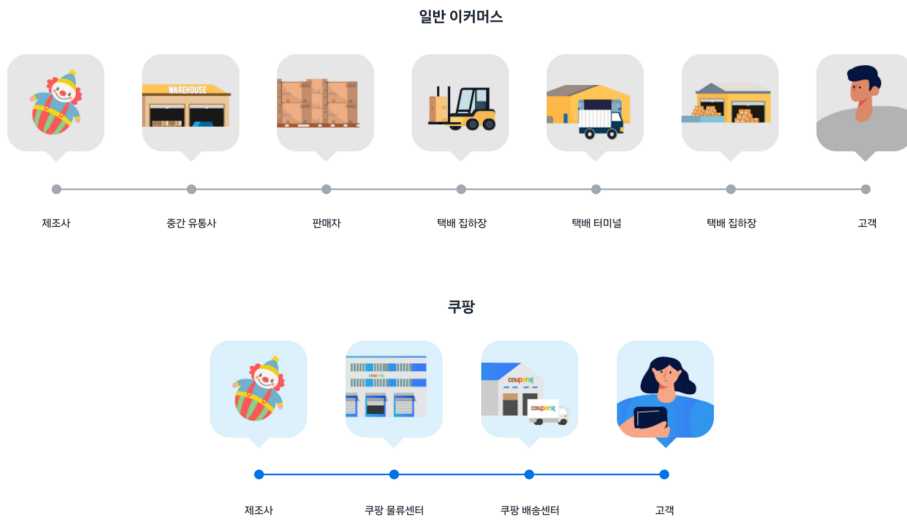 일반 이커머스
WAREHOUSE
제조사
중간 유통사
판매자
택배 집하장
택배 터미널
택배 집하장
고객
쿠팡
coupang
coupang
coupang
제조사
쿠팡 물류센터
쿠팡 배송센터
고객